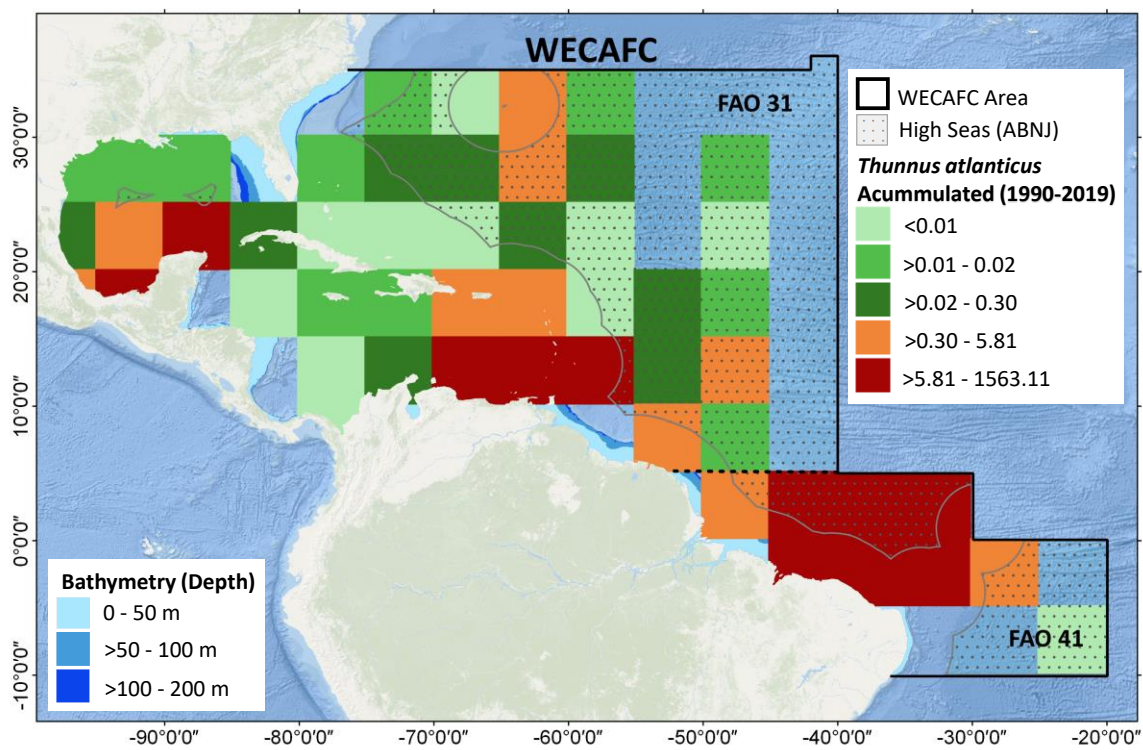 WECAFC
FAO 31
WECAFC Area
High Seas (ABNJ)
Thunnus atlanticus
Acummulated (1990-2019)
<0.01
>0.01 - 0.02
>0.02 - 0.30
>0.30 - 5.81
>5.81 - 1563.11
30°0'0"
20°0'0"
10°0'0"
0°0'0"
-10°0'0"
Bathymetry (Depth)
0 - 50 m
>50 - 100 m
>100 - 200 m
FAO 41
-90°0'0"
-80°0'0"
-70°0'0"
-60°0'0"
-50°0'0"
-40°0'0"
-30°0'0"
-20°0'0"